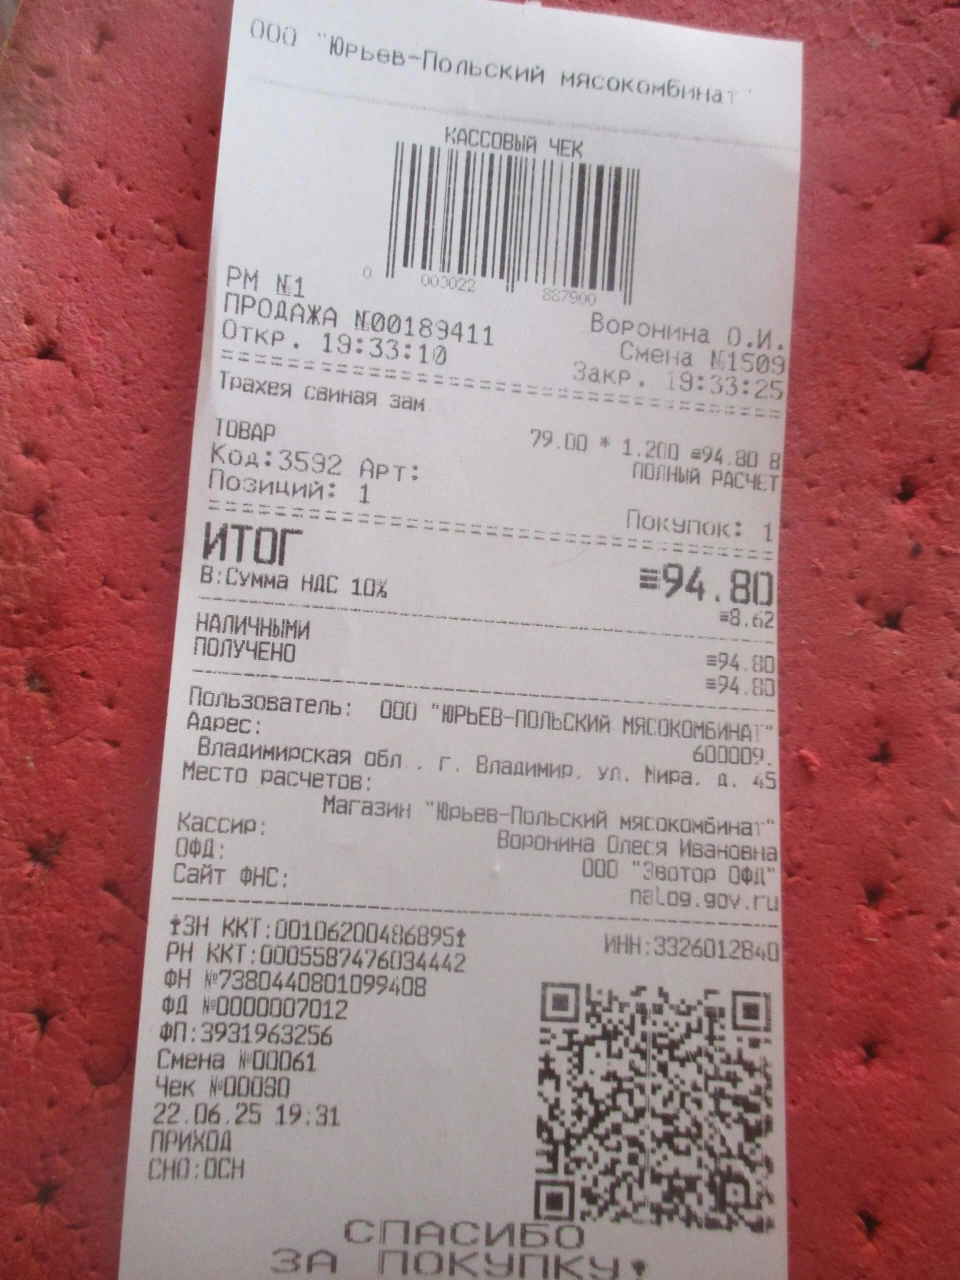 ООО "Юрьев-Польский мясокомбинат"
КАССОВЫЙ ЧЕК
0 000022 887900
РМ №1 Воронина О.И.
ПРОДАЖА №00189411 Смена №1509
Откр. 19:33:10 Закр. 19:33:25
Трахея свиная зам
79.00 * 1.200 ≡94.80 В
ТОВАР ПОЛНЫЙ РАСЧЕТ
Код:3592 Арт:
Позиций: 1 Покупок: 1
ИТОГ ≡94.80
В:Сумма НДС 10% ≡8.62
НАЛИЧНЫМИ ≡94.80
ПОЛУЧЕНО ≡94.80
Пользователь: ООО "ЮРЬЕВ-ПОЛЬСКИЙ МЯСОКОМБИНАТ"
Адрес: 600009,
Владимирская обл., г. Владимир, ул. Мира, д. 45
Место расчетов:
Магазин "Юрьев-Польский мясокомбинат"
Кассир: Воронина Олеся Ивановна
ОФД: ООО "Эвотор ОФД"
Сайт ФНС: nalog.gov.ru
ЗН ККТ:00106200486895 ИНН:3326012840
РН ККТ:0005587476034442
ФН №7380440801099408
ФД №0000007012
ФП:3931963256
Смена №00061
Чек №00080
22.06.25 19:31
ПРИХОД
СНО:ОСН
СПАСИБО
ЗА ПОКУПКУ!